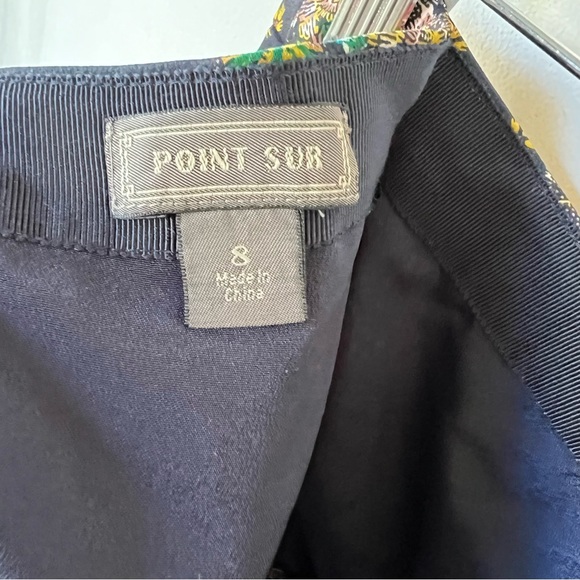 POINT SUR
8
Made in
China